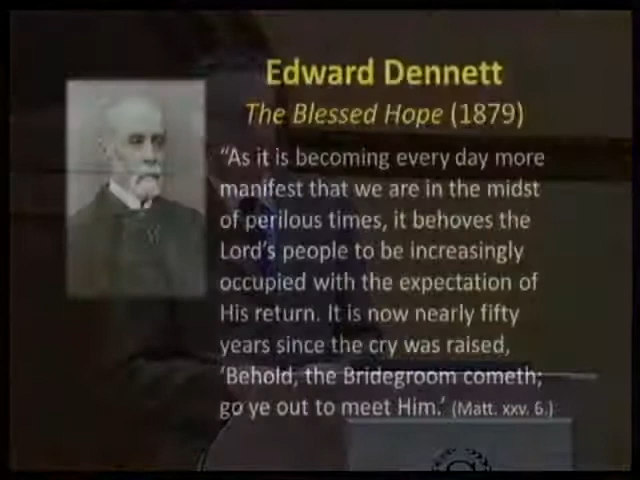 Edward Dennett
The Blessed Hope (1879)
“As it is becoming every day more
manifest that we are in the midst
of perilous times, it behoves the
Lord’s people to be increasingly
occupied with the expectation of
His return. It is now nearly fifty
years since the cry was raised,
‘Behold, the Bridegroom cometh;
go ye out to meet Him.’ (Matt. xxv. 6.)